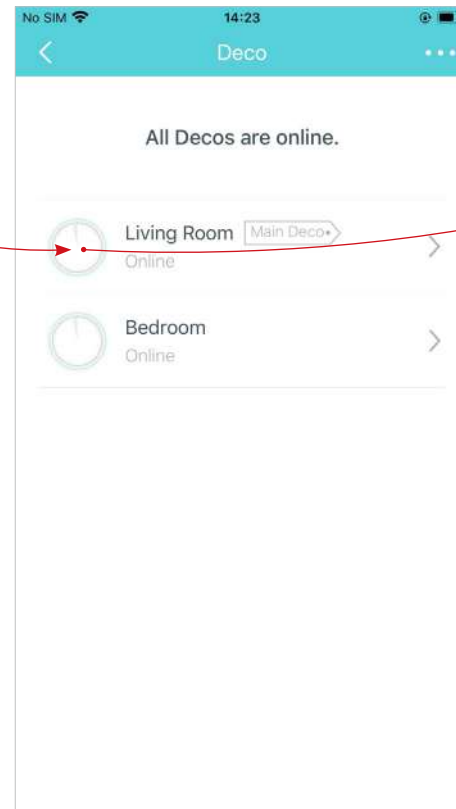 No SIM 14:23
Deco
All Decos are online.
Living Room Main Deco
Online
Bedroom
Online